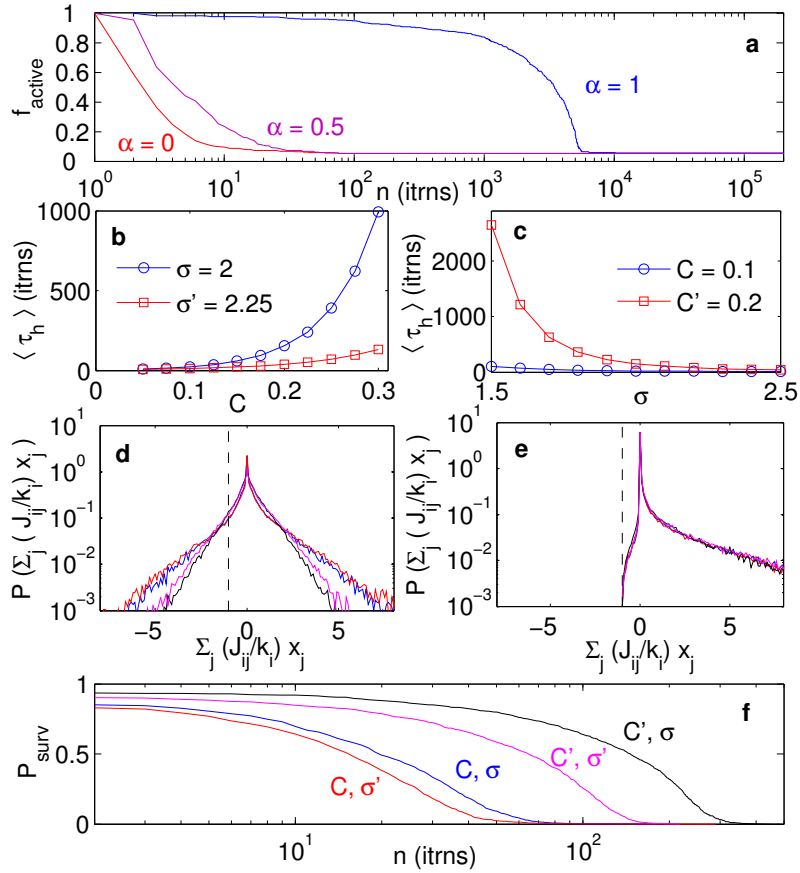 1
0.8
0.6
0.4
0.2
0
f_active
a
α = 1
α = 0.5
α = 0
10^0 10^1 10^2 10^3 10^4 10^5
n (itrns)
1000
500
0
⟨ τ_h ⟩ (itrns)
b
σ = 2
σ' = 2.25
0 0.1 0.2 0.3
C
2000
1000
0
⟨ τ_h ⟩ (itrns)
c
C = 0.1
C' = 0.2
1.5 2 2.5
σ
10^1
10^0
10^-1
10^-2
10^-3
P (Σ_j ( J_ij/k_i) x_j )
d
−5 0 5
Σ_j (J_ij/k_i) x_j
10^1
10^0
10^-1
10^-2
10^-3
P (Σ_j ( J_ij/k_i) x_j )
e
−5 0 5
Σ_j (J_ij/k_i) x_j
1
0.5
0
P_surv
f
C', σ
C, σ
C', σ'
C, σ'
10^1 10^2
n (itrns)